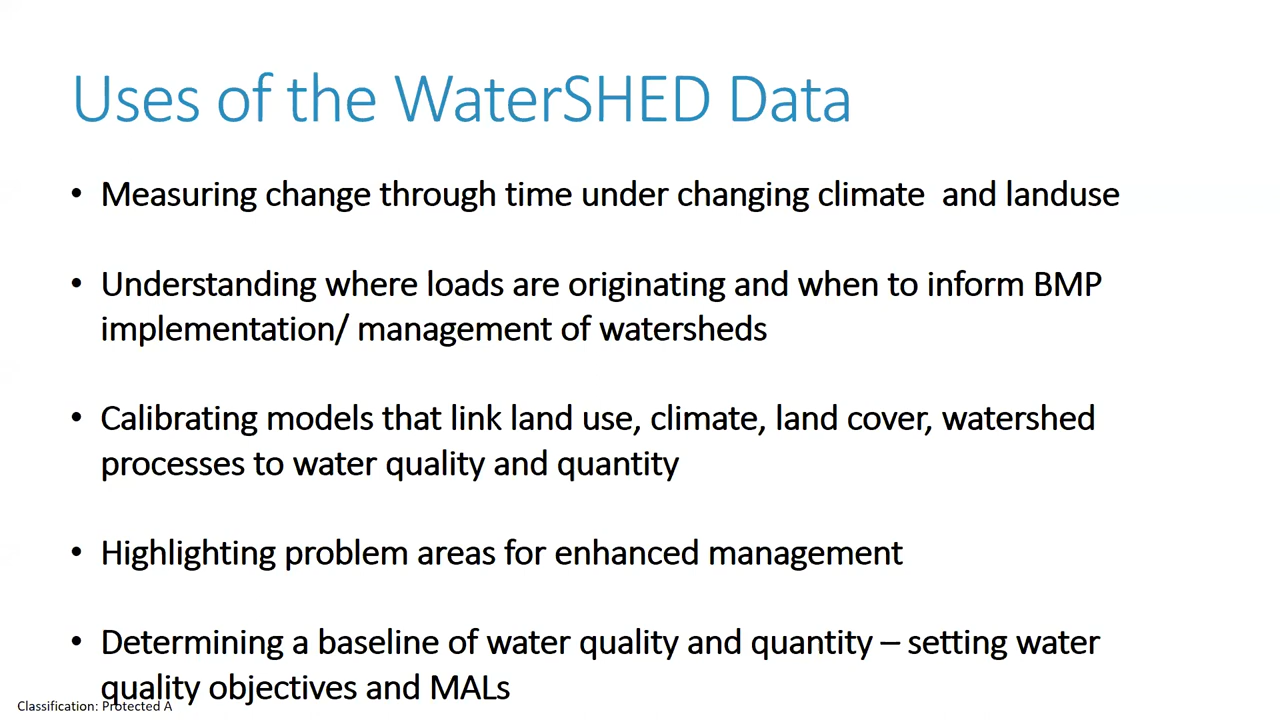 Uses of the WaterSHED Data
• Measuring change through time under changing climate  and landuse
• Understanding where loads are originating and when to inform BMP
implementation/ management of watersheds
• Calibrating models that link land use, climate, land cover, watershed
processes to water quality and quantity
• Highlighting problem areas for enhanced management
• Determining a baseline of water quality and quantity – setting water
quality objectives and MALs
Classification: Protected A